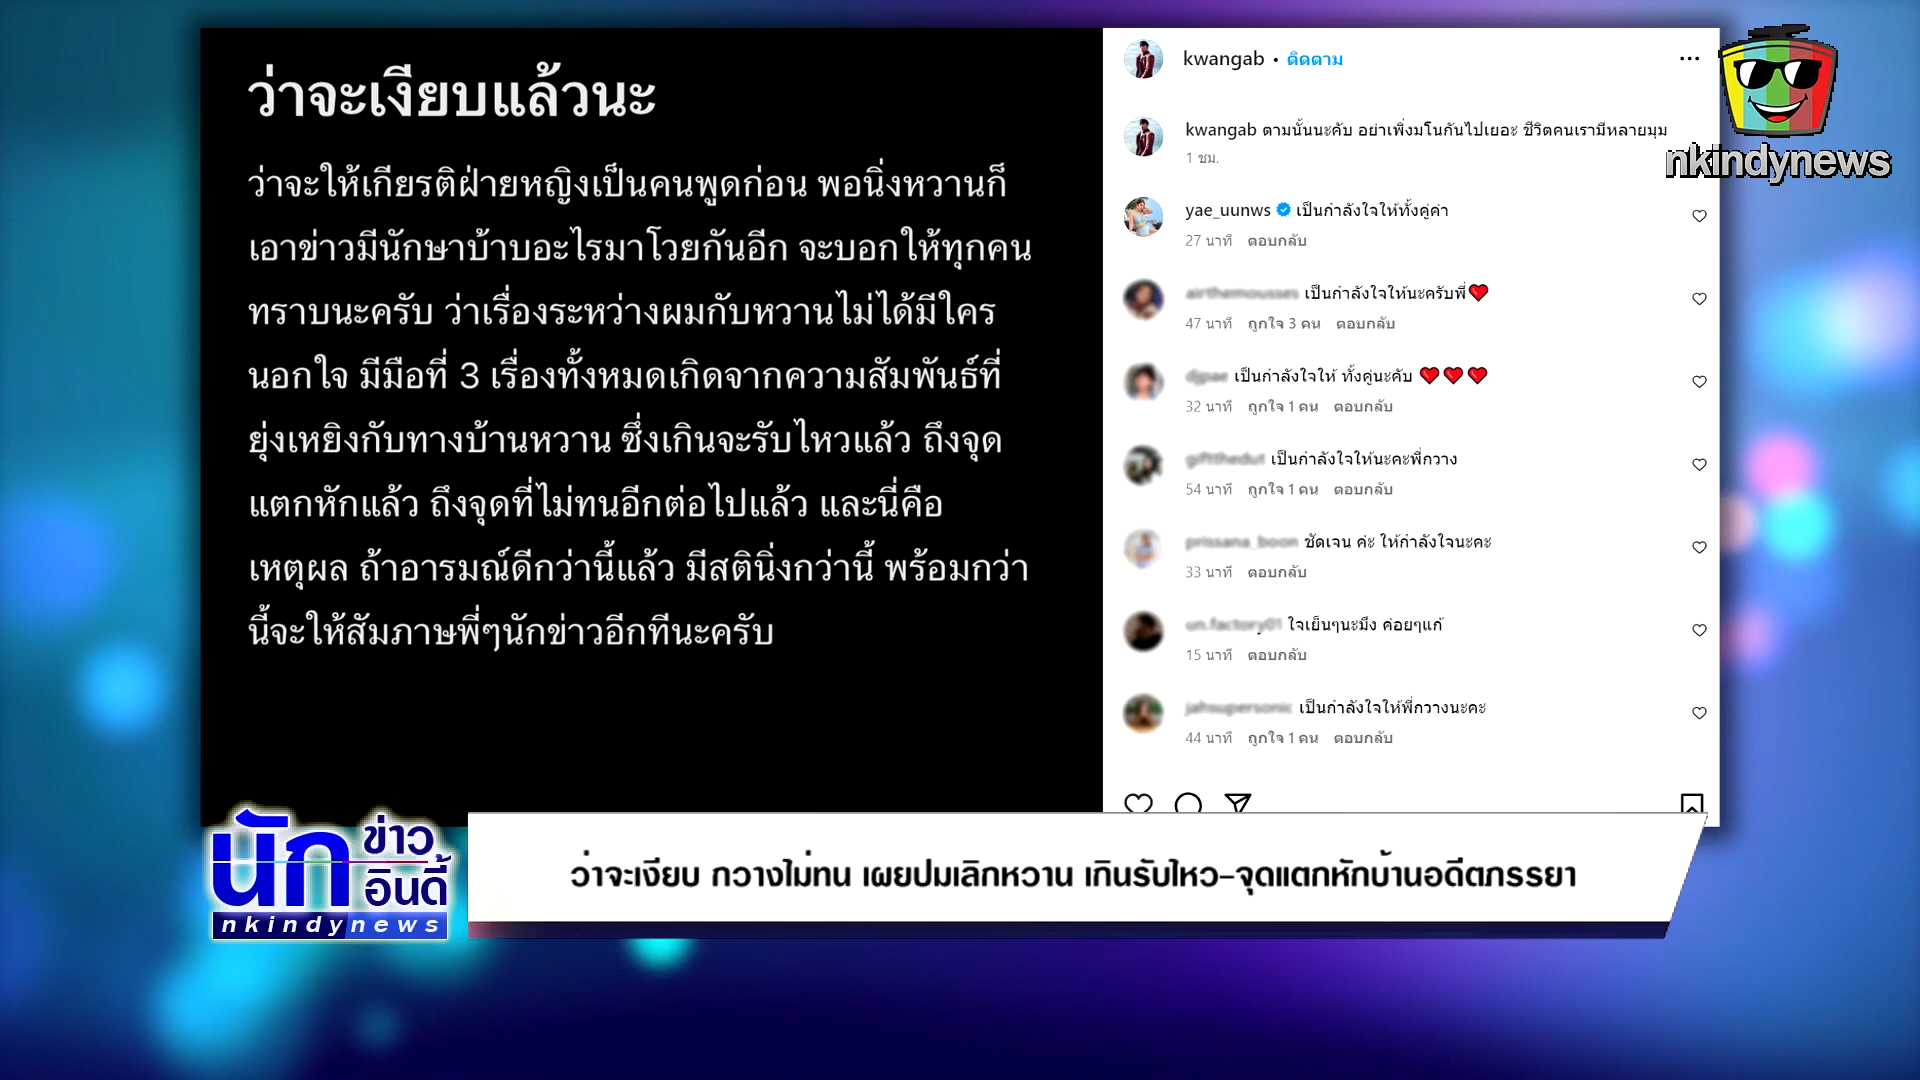 ว่าจะเงียบแล้วนะ
ว่าจะให้เกียรติฝ่ายหญิงเป็นคนพูดก่อน พอนิ่งหวานก็
เอาข่าวมีนักษาบ้าบอะไรมาโวยกันอีก จะบอกให้ทุกคน
ทราบนะครับ ว่าเรื่องระหว่างผมกับหวานไม่ได้มีใคร
นอกใจ มีมือที่ 3 เรื่องทั้งหมดเกิดจากความสัมพันธ์ที่
ยุ่งเหยิงกับทางบ้านหวาน ซึ่งเกินจะรับไหวแล้ว ถึงจุด
แตกหักแล้ว ถึงจุดที่ไม่ทนอีกต่อไปแล้ว และนี่คือ
เหตุผล ถ้าอารมณ์ดีกว่านี้แล้ว มีสตินิ่งกว่านี้ พร้อมกว่า
นี้จะให้สัมภาษพี่ๆนักข่าวอีกทีนะครับ
kwangab • ติดตาม
kwangab ตามนั้นนะคับ อย่าเพิ่งมโนกันไปเยอะ ชีวิตคนเรามีหลายมุม
1 ชม.
yae_uunws เป็นกำลังใจให้ทั้งคู่ค่า
27 นาที ตอบกลับ
airthemousses เป็นกำลังใจให้นะครับพี่❤️
47 นาที ถูกใจ 3 คน ตอบกลับ
djpae เป็นกำลังใจให้ ทั้งคู่นะคับ ❤️❤️❤️
32 นาที ถูกใจ 1 คน ตอบกลับ
giftthedut เป็นกำลังใจให้นะคะพี่กวาง
54 นาที ถูกใจ 1 คน ตอบกลับ
prissana_boon ชัดเจน ค่ะ ให้กำลังใจนะคะ
33 นาที ตอบกลับ
un.factory01 ใจเย็นๆนะมึง ค่อยๆแก้
15 นาที ตอบกลับ
jahsupersonic เป็นกำลังใจให้พี่กวางนะคะ
44 นาที ถูกใจ 1 คน ตอบกลับ
nkindynews
นักข่าวอินดี้
nkindynews
ว่าจะเงียบ กวางไม่ทน เผยปมเลิกหวาน เกินรับไหว-จุดแตกหักบ้านอดีตภรรยา